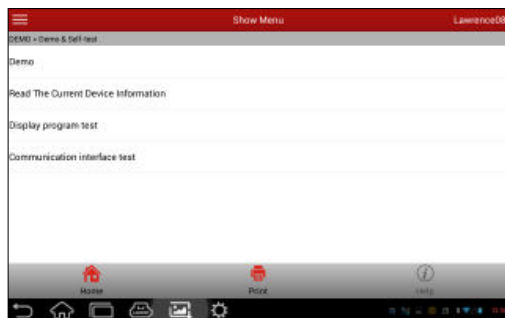 Show Menu Lawrence08
DEMO > Demo & Self-test
Demo
Read The Current Device Information
Display program test
Communication interface test
Home Print Help